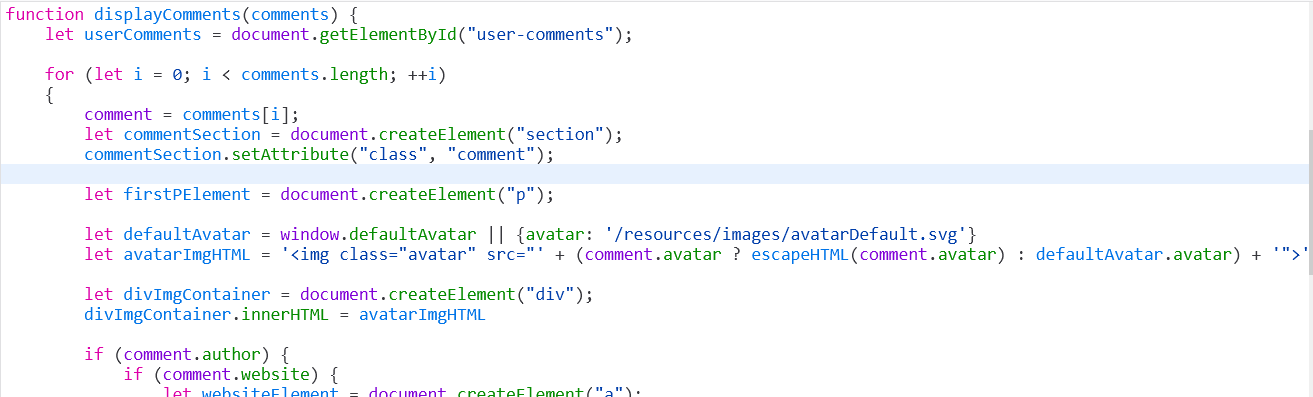 function displayComments(comments) {
    let userComments = document.getElementById("user-comments");

    for (let i = 0; i < comments.length; ++i)
    {
        comment = comments[i];
        let commentSection = document.createElement("section");
        commentSection.setAttribute("class", "comment");

        let firstPElement = document.createElement("p");

        let defaultAvatar = window.defaultAvatar || {avatar: '/resources/images/avatarDefault.svg'}
        let avatarImgHTML = '<img class="avatar" src="' + (comment.avatar ? escapeHTML(comment.avatar) : defaultAvatar.avatar) + '">'

        let divImgContainer = document.createElement("div");
        divImgContainer.innerHTML = avatarImgHTML

        if (comment.author) {
            if (comment.website) {
                let websiteElement = document.createElement("a");